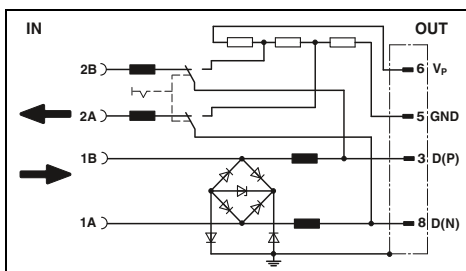 IN OUT
2B 6 VP
2A 5 GND
1B 3 D(P)
1A 8 D(N)